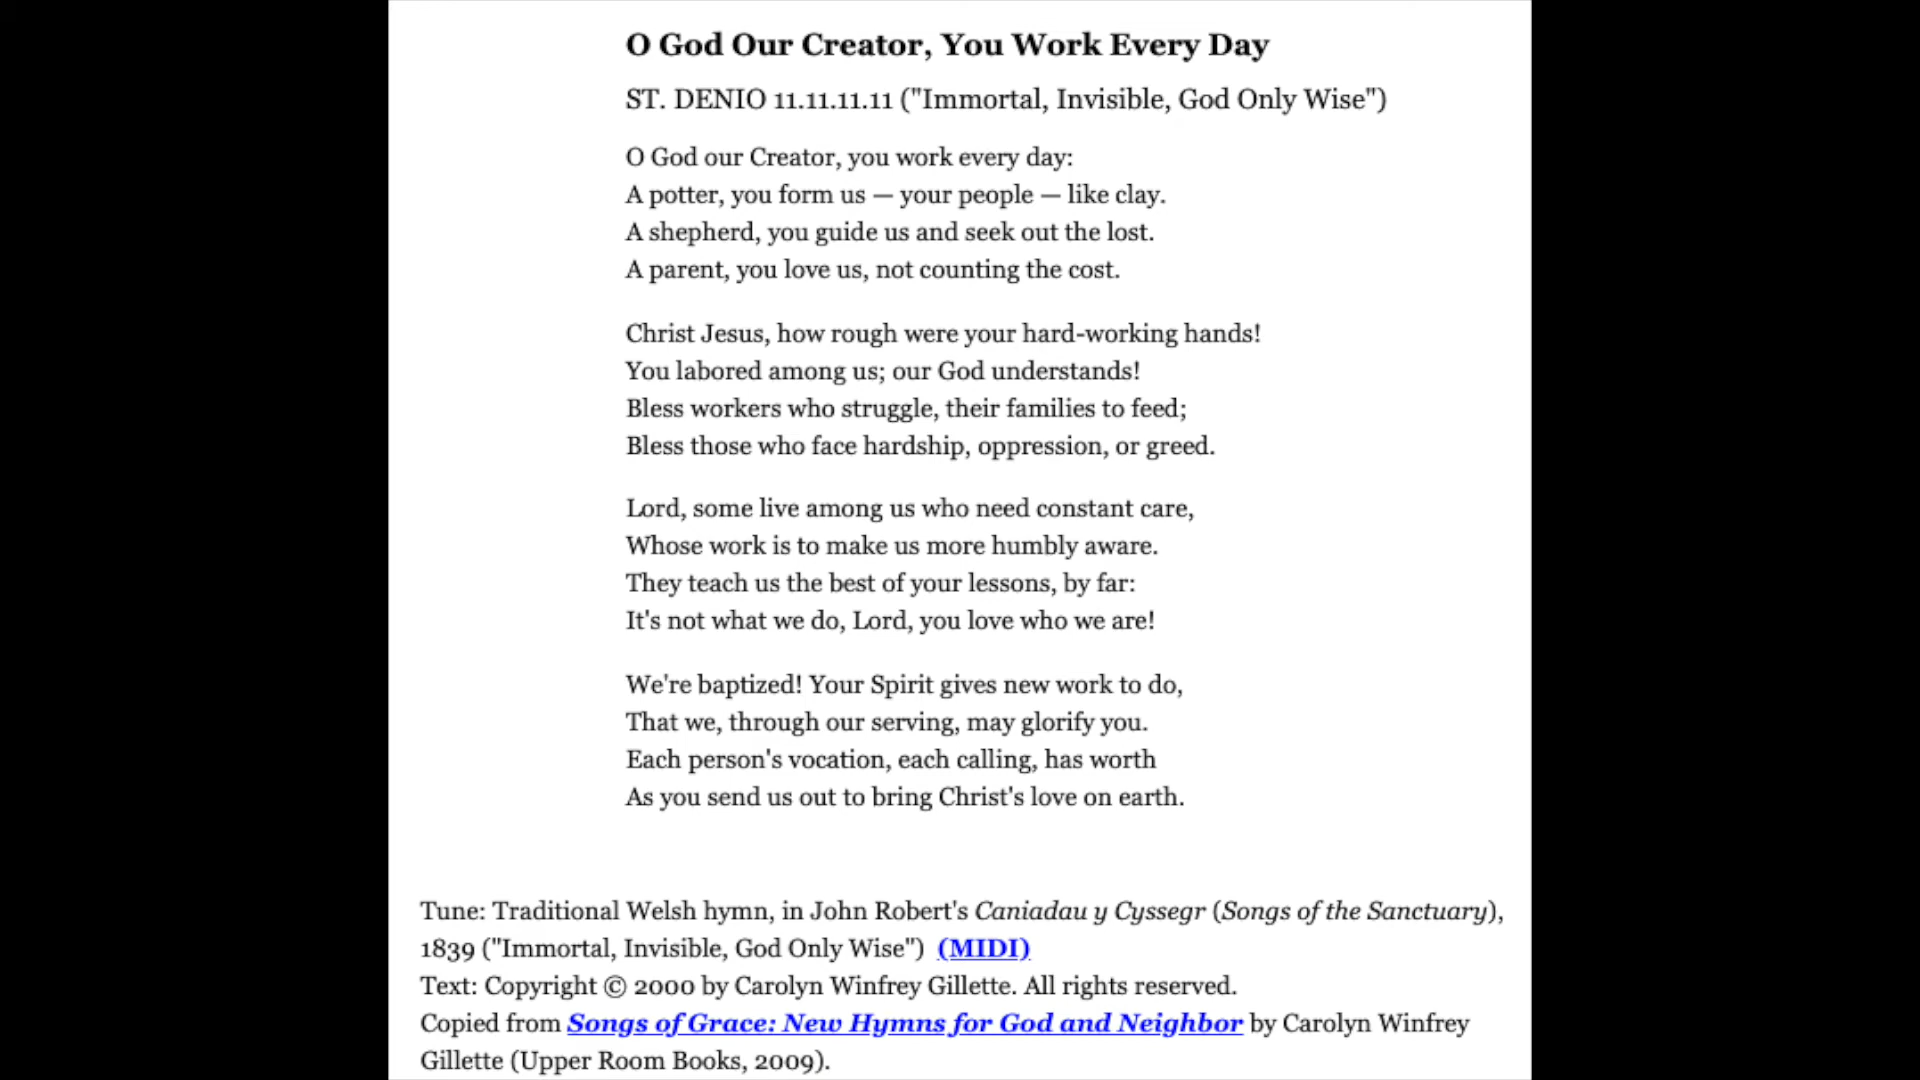 O God Our Creator, You Work Every Day
ST. DENIO 11.11.11.11 ("Immortal, Invisible, God Only Wise")
O God our Creator, you work every day:
A potter, you form us — your people — like clay.
A shepherd, you guide us and seek out the lost.
A parent, you love us, not counting the cost.
Christ Jesus, how rough were your hard-working hands!
You labored among us; our God understands!
Bless workers who struggle, their families to feed;
Bless those who face hardship, oppression, or greed.
Lord, some live among us who need constant care,
Whose work is to make us more humbly aware.
They teach us the best of your lessons, by far:
It's not what we do, Lord, you love who we are!
We're baptized! Your Spirit gives new work to do,
That we, through our serving, may glorify you.
Each person's vocation, each calling, has worth
As you send us out to bring Christ's love on earth.
Tune: Traditional Welsh hymn, in John Robert's Caniadau y Cyssegr (Songs of the Sanctuary),
1839 ("Immortal, Invisible, God Only Wise") (MIDI)
Text: Copyright © 2000 by Carolyn Winfrey Gillette. All rights reserved.
Copied from Songs of Grace: New Hymns for God and Neighbor by Carolyn Winfrey
Gillette (Upper Room Books, 2009).